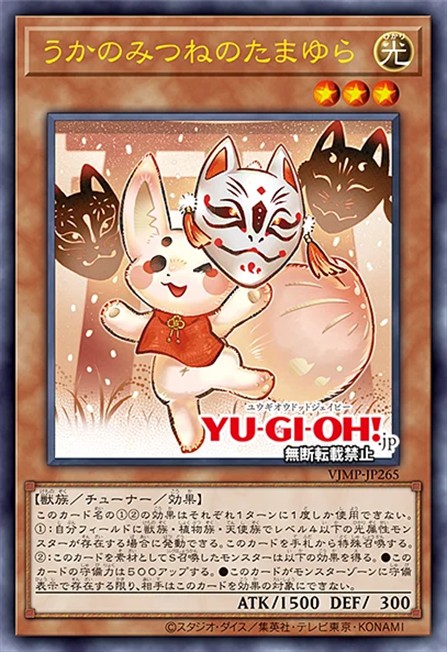 うかのみつねのたまゆら
光
ユウギオウドットジェイピー
YU-GI-OH!.jp
無断転載禁止
VJMP-JP265
【獣族／チューナー／効果】
このカード名の①②の効果はそれぞれ1ターンに1度しか使用できない。
①：自分フィールドに獣族・植物族・天使族でレベル4以下の光属性モンス
ターが存在する場合に発動できる。このカードを手札から特殊召喚する。
②：このカードを素材としてS召喚したモンスターは以下の効果を得る。●この
カードの守備力は500アップする。●このカードがモンスターゾーンに守備
表示で存在する限り、相手はこのカードを効果の対象にできない。
ATK/1500 DEF/ 300
©スタジオ・ダイス／集英社・テレビ東京・KONAMI